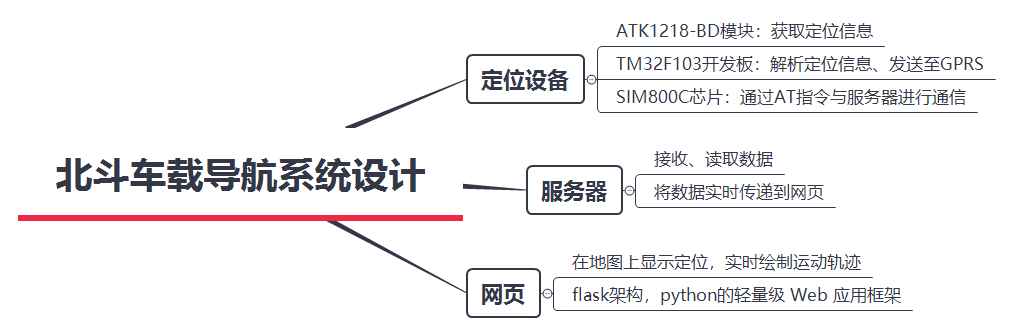 北斗车载导航系统设计
定位设备
ATK1218-BD模块：获取定位信息
TM32F103开发板：解析定位信息、发送至GPRS
SIM800C芯片：通过AT指令与服务器进行通信
服务器
接收、读取数据
将数据实时传递到网页
网页
在地图上显示定位，实时绘制运动轨迹
flask架构，python的轻量级 Web 应用框架